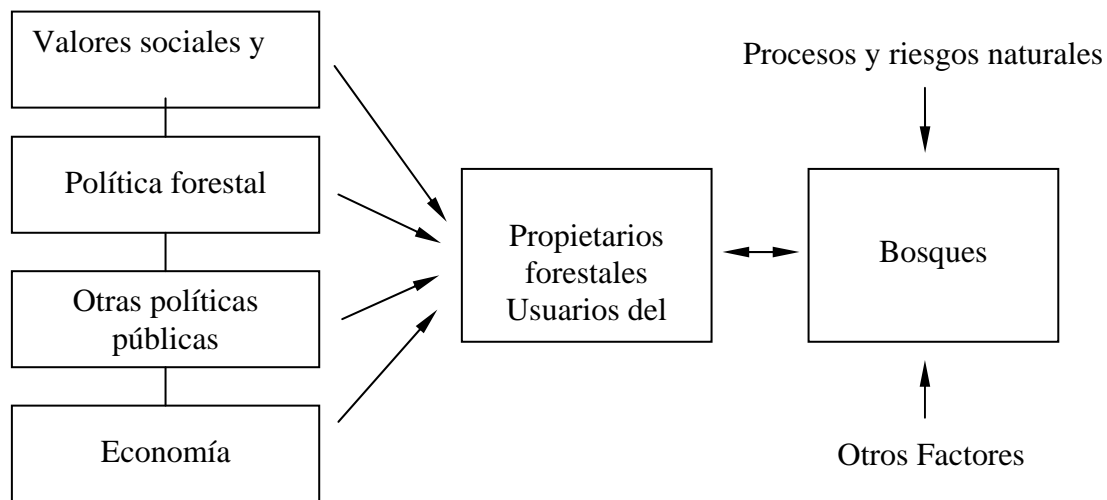 Valores sociales y
Política forestal
Otras políticas
públicas
Economía
Propietarios
forestales
Usuarios del
Procesos y riesgos naturales
Bosques
Otros Factores